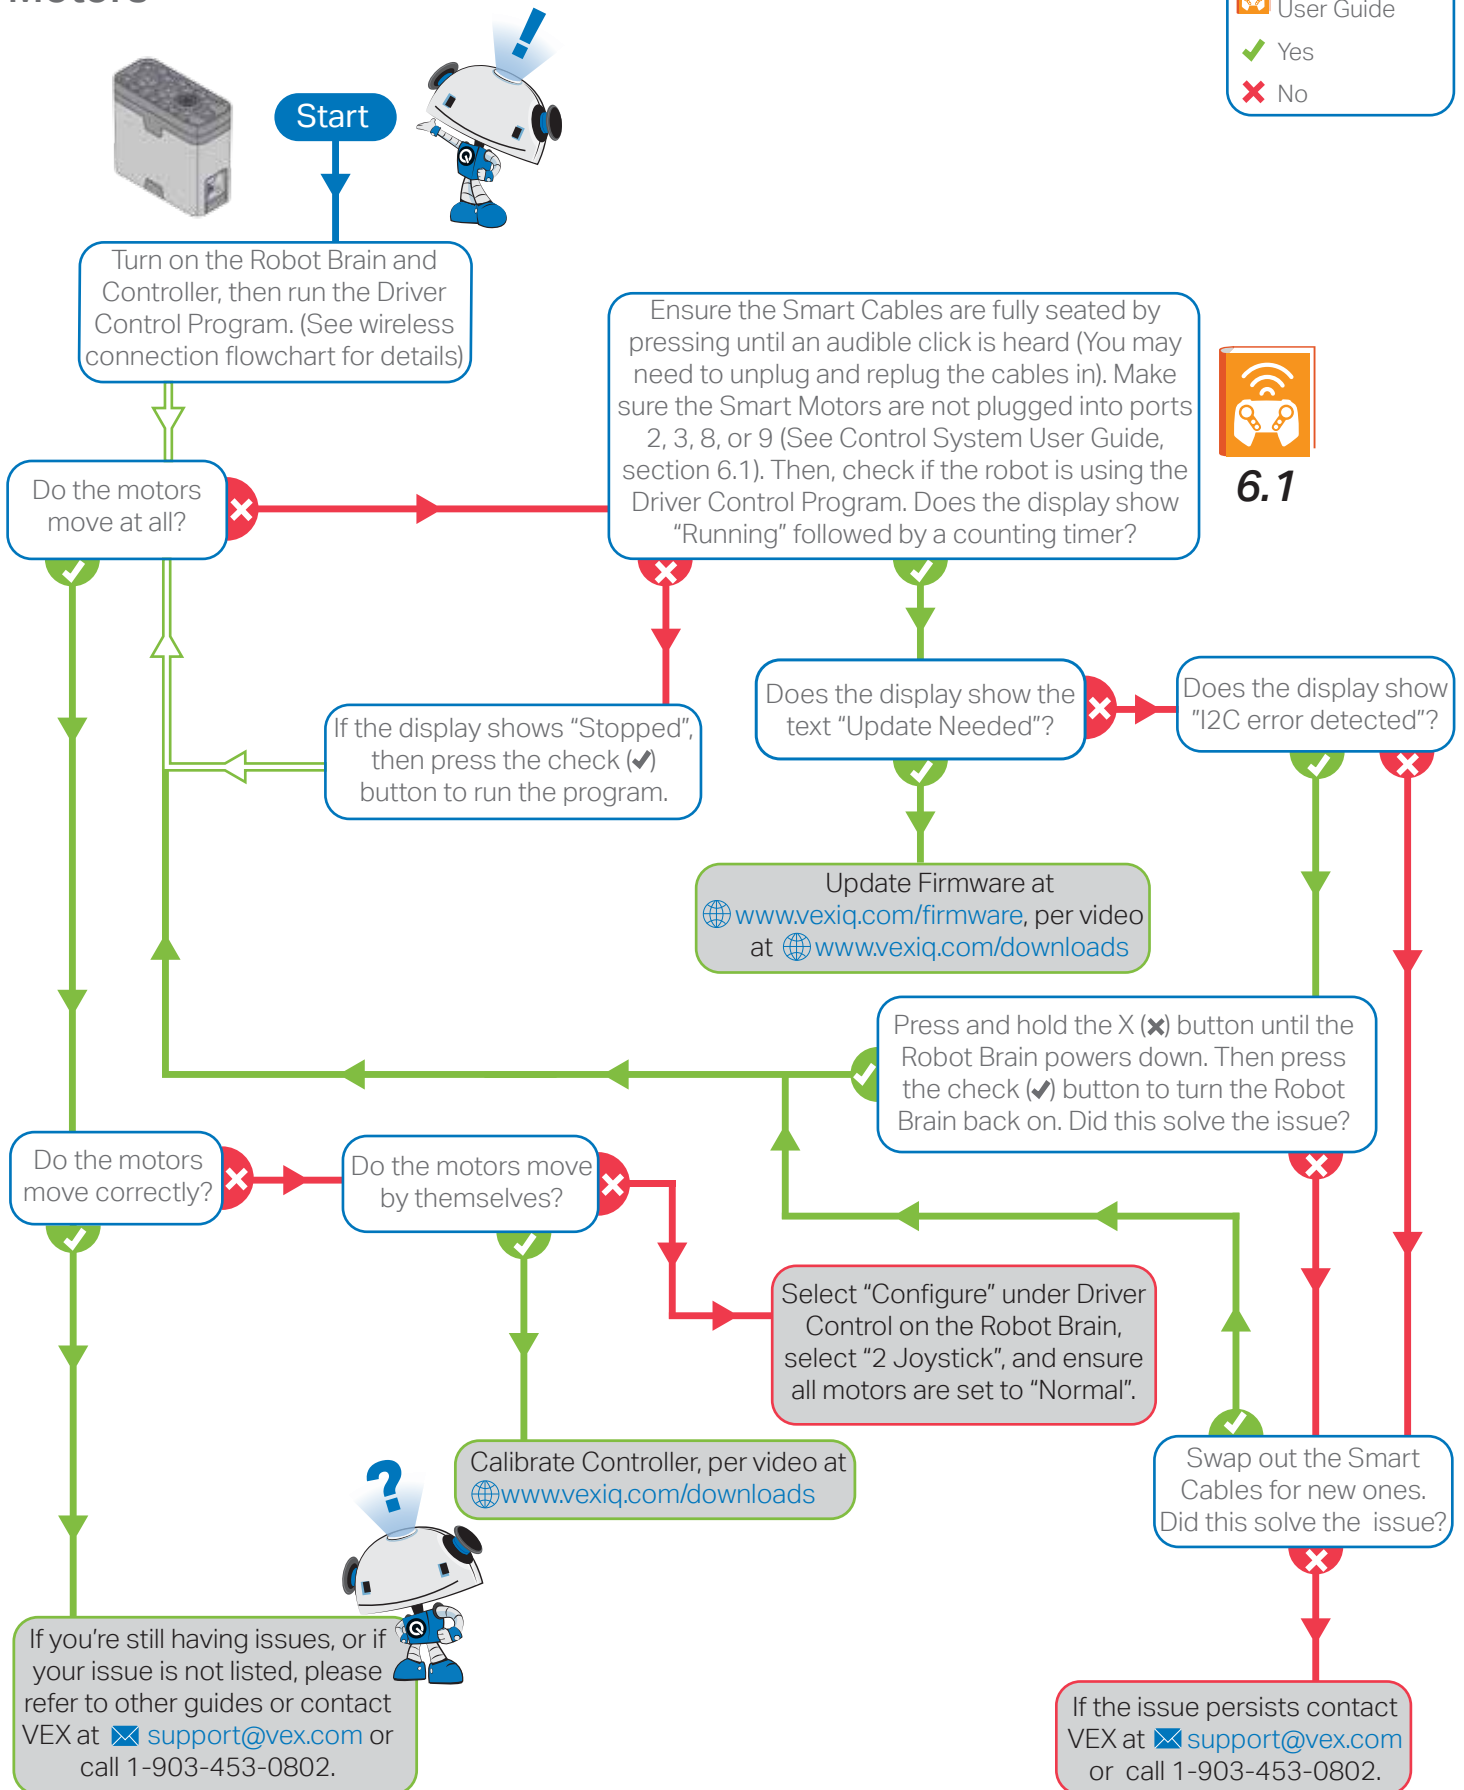 Motors
User Guide
Yes
No
Start
Turn on the Robot Brain and
Controller, then run the Driver
Control Program. (See wireless
connection flowchart for details)
Ensure the Smart Cables are fully seated by
pressing until an audible click is heard (You may
need to unplug and replug the cables in). Make
sure the Smart Motors are not plugged into ports
2, 3, 8, or 9 (See Control System User Guide,
section 6.1). Then, check if the robot is using the
Driver Control Program. Does the display show
“Running” followed by a counting timer?
6.1
Do the motors
move at all?
Does the display show the
text “Update Needed”?
Does the display show
"I2C error detected"?
If the display shows “Stopped”,
then press the check (✔)
button to run the program.
Update Firmware at
www.vexiq.com/firmware, per video
at www.vexiq.com/downloads
Press and hold the X (✖) button until the
Robot Brain powers down. Then press
the check (✔) button to turn the Robot
Brain back on. Did this solve the issue?
Do the motors
move correctly?
Do the motors move
by themselves?
Select “Configure” under Driver
Control on the Robot Brain,
select “2 Joystick”, and ensure
all motors are set to “Normal”.
Calibrate Controller, per video at
www.vexiq.com/downloads
Swap out the Smart
Cables for new ones.
Did this solve the issue?
If you’re still having issues, or if
your issue is not listed, please
refer to other guides or contact
VEX at support@vex.com or
call 1-903-453-0802.
If the issue persists contact
VEX at support@vex.com
or call 1-903-453-0802.